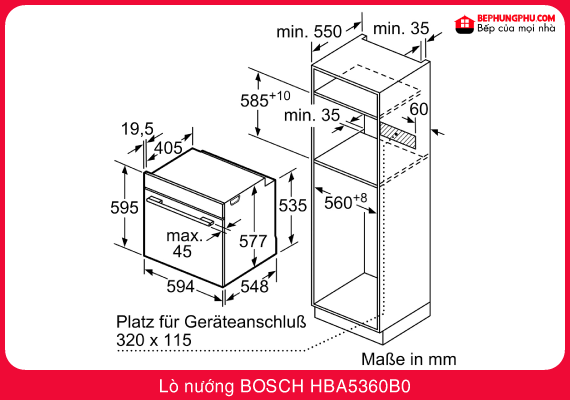 BEPHUNGPHU.COM
Bếp của mọi nhà
min. 550
min. 35
585+10
min. 35
60
19,5
405
595
535
560+8
max.
45
577
594
548
Platz für Geräteanschluß
320 x 115
Maße in mm
Lò nướng BOSCH HBA5360B0